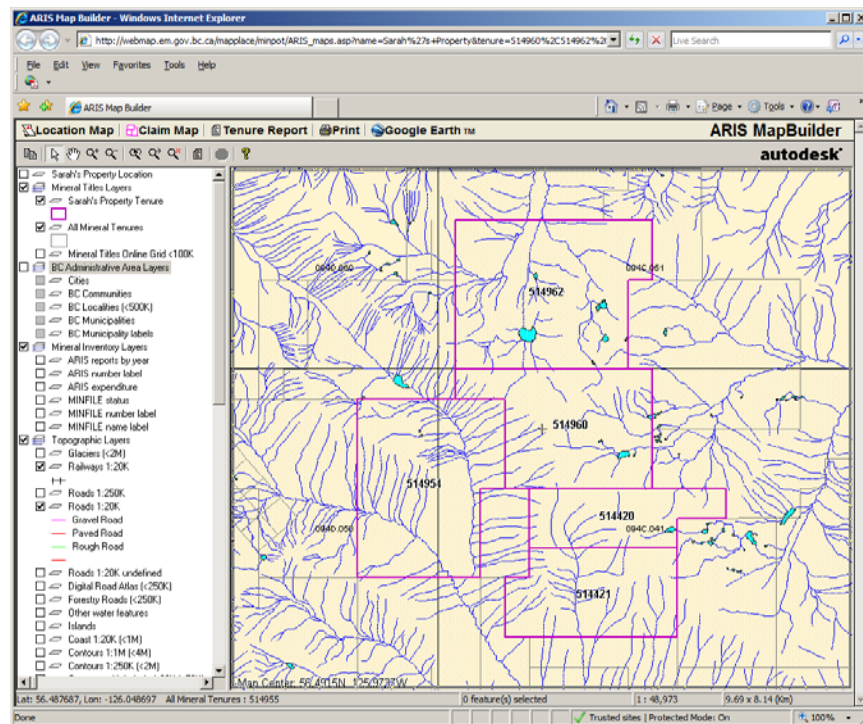 ARIS Map Builder - Windows Internet Explorer
http://webmap.em.gov.bc.ca/mapplace/minpot/ARIS_maps.asp?name=Sarah%27s+Property&tenure=514960%2C514962%2
Live Search
File Edit View Favorites Tools Help
ARIS Map Builder
Page Tools
Location Map | Claim Map | Tenure Report | Print | Google Earth TM
ARIS MapBuilder
autodesk
Sarah's Property Location
Mineral Titles Layers
Sarah's Property Tenure
All Mineral Tenures
Mineral Titles Online Grid <100K
BC Administrative Area Layers
Cities
BC Communities
BC Localities (<500K)
BC Municipalities
BC Municipality labels
Mineral Inventory Layers
ARIS reports by year
ARIS number label
ARIS expenditure
MINFILE status
MINFILE number label
MINFILE name label
Topographic Layers
Glaciers (<2M)
Railways 1:20K
Roads 1:250K
Roads 1:20K
Gravel Road
Paved Road
Rough Road
Roads 1:20K undefined
Digital Road Atlas (<250K)
Forestry Roads (<250K)
Other water features
Islands
Coast 1:20K (<1M)
Contours 1:1M (<4M)
Contours 1:250K (<2M)
094D.060
094C.051
514962
514960
514954
514420
094D.050
094C.041
514421
Map Center: 56.4915N, 125.9737W
Lat: 56.487687, Lon: -126.048697 All Mineral Tenures : 514955
0 feature(s) selected
1 : 48,973
9.69 x 8.14 (Km)
Done
Trusted sites | Protected Mode: On
100%